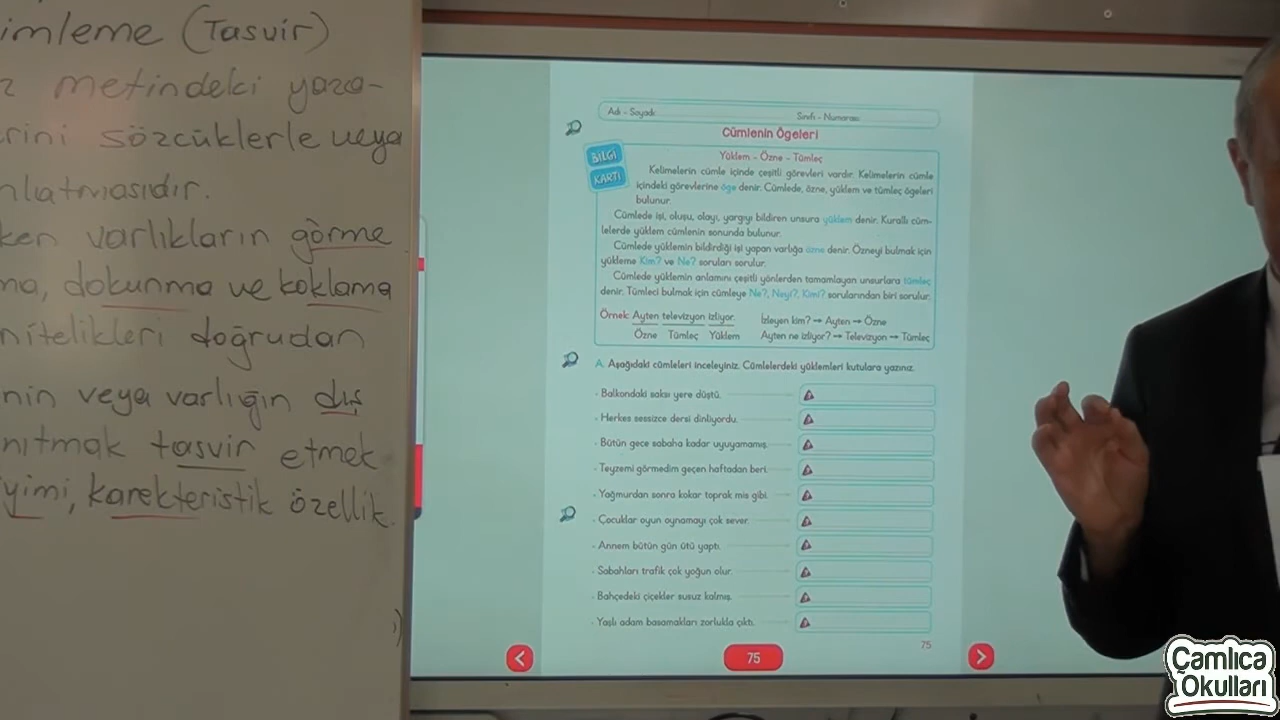 imleme (Tasvir)
z metindeki yaza-
erini sözcüklerle veya
nlatmasıdır.
ken varlıkların görme
ma, dokunma ve koklama
nitelikleri doğrudan
nin veya varlığın dış
nıtmak tasvir etmek
iyimi, karekteristik özellik.
Adı - Soyadı:
Sınıfı - Numarası:
Cümlenin Ögeleri
BİLGİ
KARTI
Yüklem - Özne - Tümleç
Kelimelerin cümle içinde çeşitli görevleri vardır. Kelimelerin cümle
içindeki görevlerine öge denir. Cümlede, özne, yüklem ve tümleç ögeleri
bulunur.
Cümlede işi, oluşu, olayı, yargıyı bildiren unsura yüklem denir. Kurallı cüm-
lelerde yüklem cümlenin sonunda bulunur.
Cümlede yüklemin bildirdiği işi yapan varlığa özne denir. Özneyi bulmak için
yükleme Kim? ve Ne? soruları sorulur.
Cümlede yüklemin anlamını çeşitli yönlerden tamamlayan unsurlara tümleç
denir. Tümleci bulmak için cümleye Ne?, Neyi?, Kimi? sorularından biri sorulur.
Örnek: Ayten televizyon izliyor. İzleyen kim? → Ayten → Özne
Özne Tümleç Yüklem Ayten ne izliyor? → Televizyon → Tümleç
A. Aşağıdaki cümleleri inceleyiniz. Cümlelerdeki yüklemleri kutulara yazınız.
- Balkondaki saksı yere düştü.
- Herkes sessizce dersi dinliyordu.
- Bütün gece sabaha kadar uyuyamamış.
- Teyzemi görmedim geçen haftadan beri.
- Yağmurdan sonra kokar toprak mis gibi.
- Çocuklar oyun oynamayı çok sever.
- Annem bütün gün ütü yaptı.
- Sabahları trafik çok yoğun olur.
- Bahçedeki çiçekler susuz kalmış.
- Yaşlı adam basamakları zorlukla çıktı.
75
< 75 >
Çamlıca
Okulları